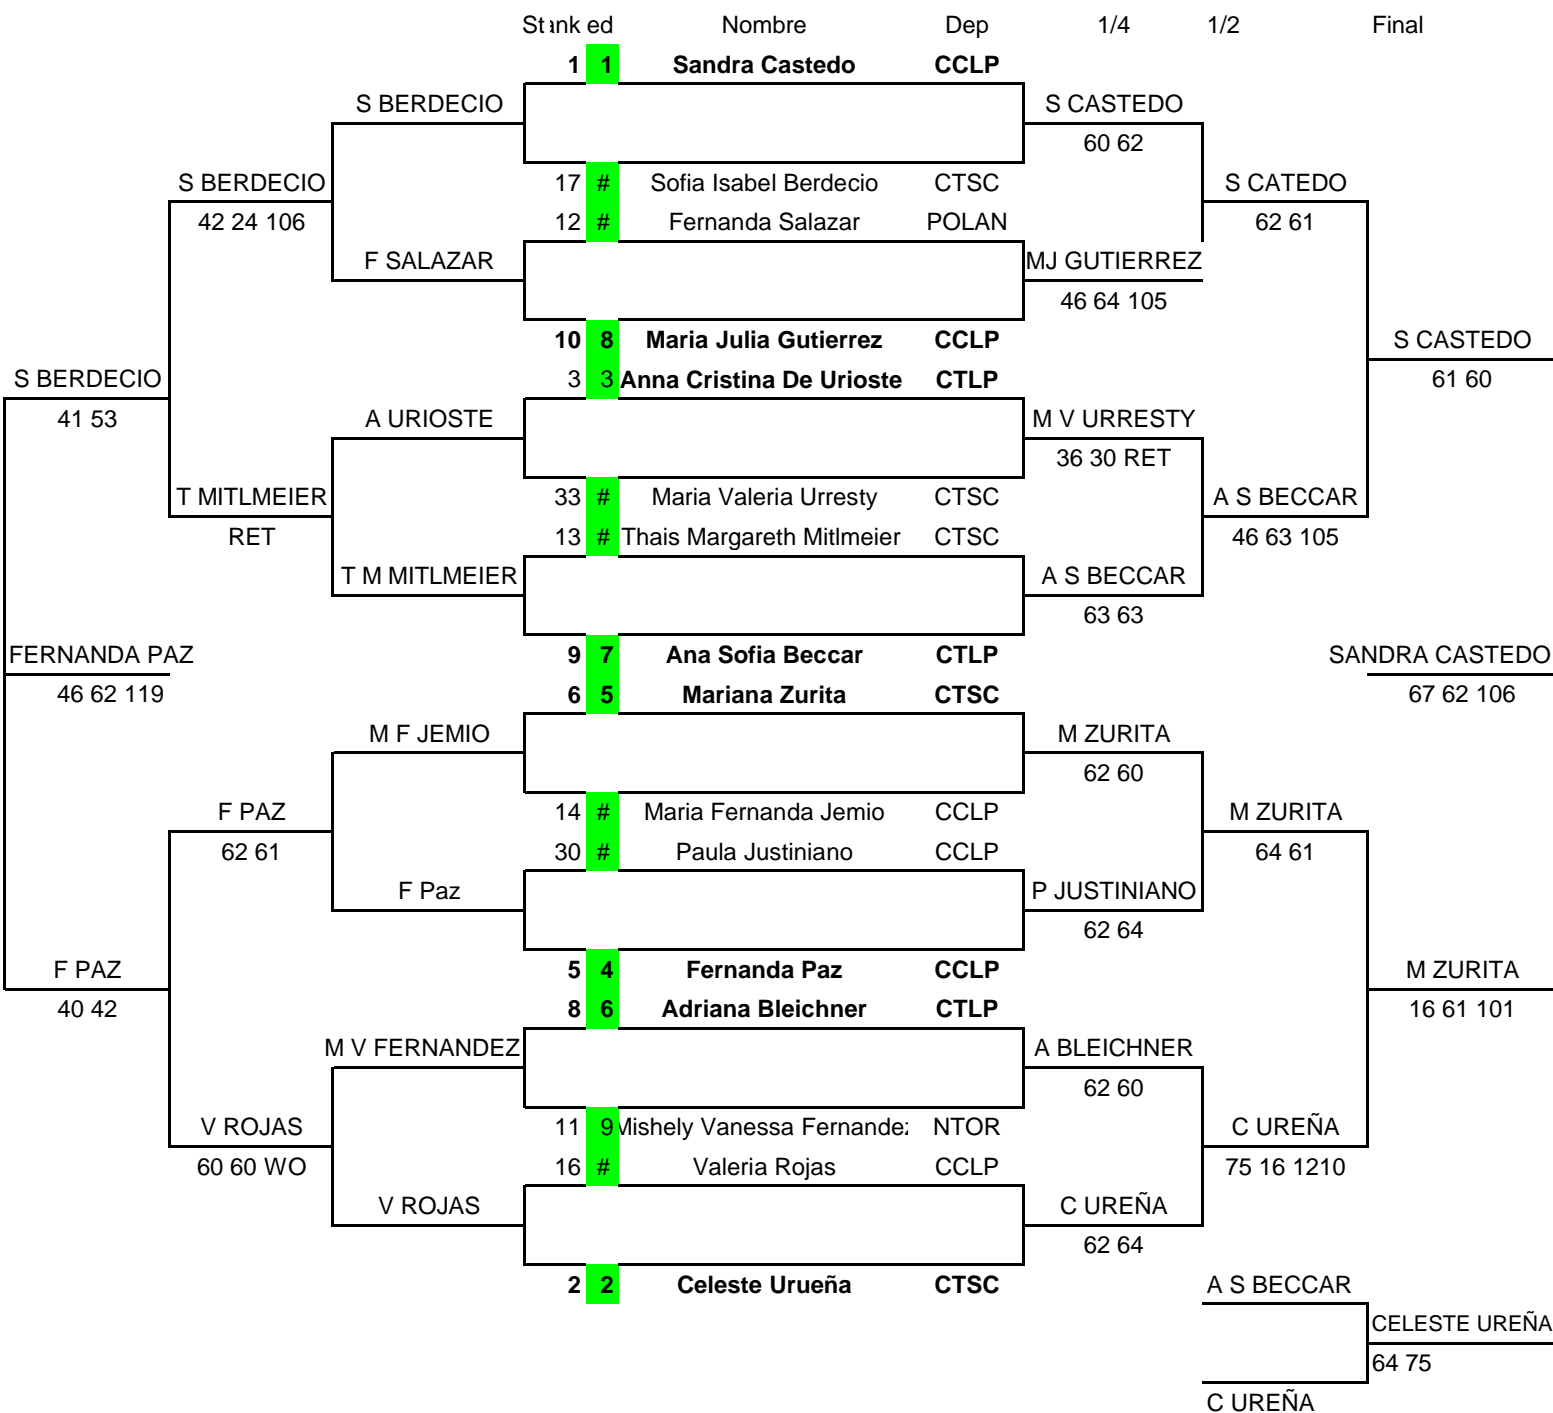 Stank ed Nombre Dep 1/4 1/2 Final
1 1 Sandra Castedo CCLP
S BERDECIO S CASTEDO
60 62
S BERDECIO 17 # Sofia Isabel Berdecio CTSC S CATEDO
42 24 106 12 # Fernanda Salazar POLAN 62 61
F SALAZAR MJ GUTIERREZ
46 64 105
10 8 Maria Julia Gutierrez CCLP S CASTEDO
S BERDECIO 3 3 Anna Cristina De Urioste CTLP 61 60
41 53 A URIOSTE M V URRESTY
36 30 RET
T MITLMEIER 33 # Maria Valeria Urresty CTSC A S BECCAR
RET 13 # Thais Margareth Mitlmeier CTSC 46 63 105
T M MITLMEIER A S BECCAR
63 63
FERNANDA PAZ 9 7 Ana Sofia Beccar CTLP SANDRA CASTEDO
46 62 119 6 5 Mariana Zurita CTSC 67 62 106
M F JEMIO M ZURITA
62 60
F PAZ 14 # Maria Fernanda Jemio CCLP M ZURITA
62 61 30 # Paula Justiniano CCLP 64 61
F Paz P JUSTINIANO
62 64
F PAZ 5 4 Fernanda Paz CCLP M ZURITA
40 42 8 6 Adriana Bleichner CTLP 16 61 101
M V FERNANDEZ A BLEICHNER
62 60
V ROJAS 11 9 Mishely Vanessa Fernandez NTOR C UREÑA
60 60 WO 16 # Valeria Rojas CCLP 75 16 1210
V ROJAS C UREÑA
62 64
2 2 Celeste Urueña CTSC A S BECCAR
CELESTE UREÑA
64 75
C UREÑA